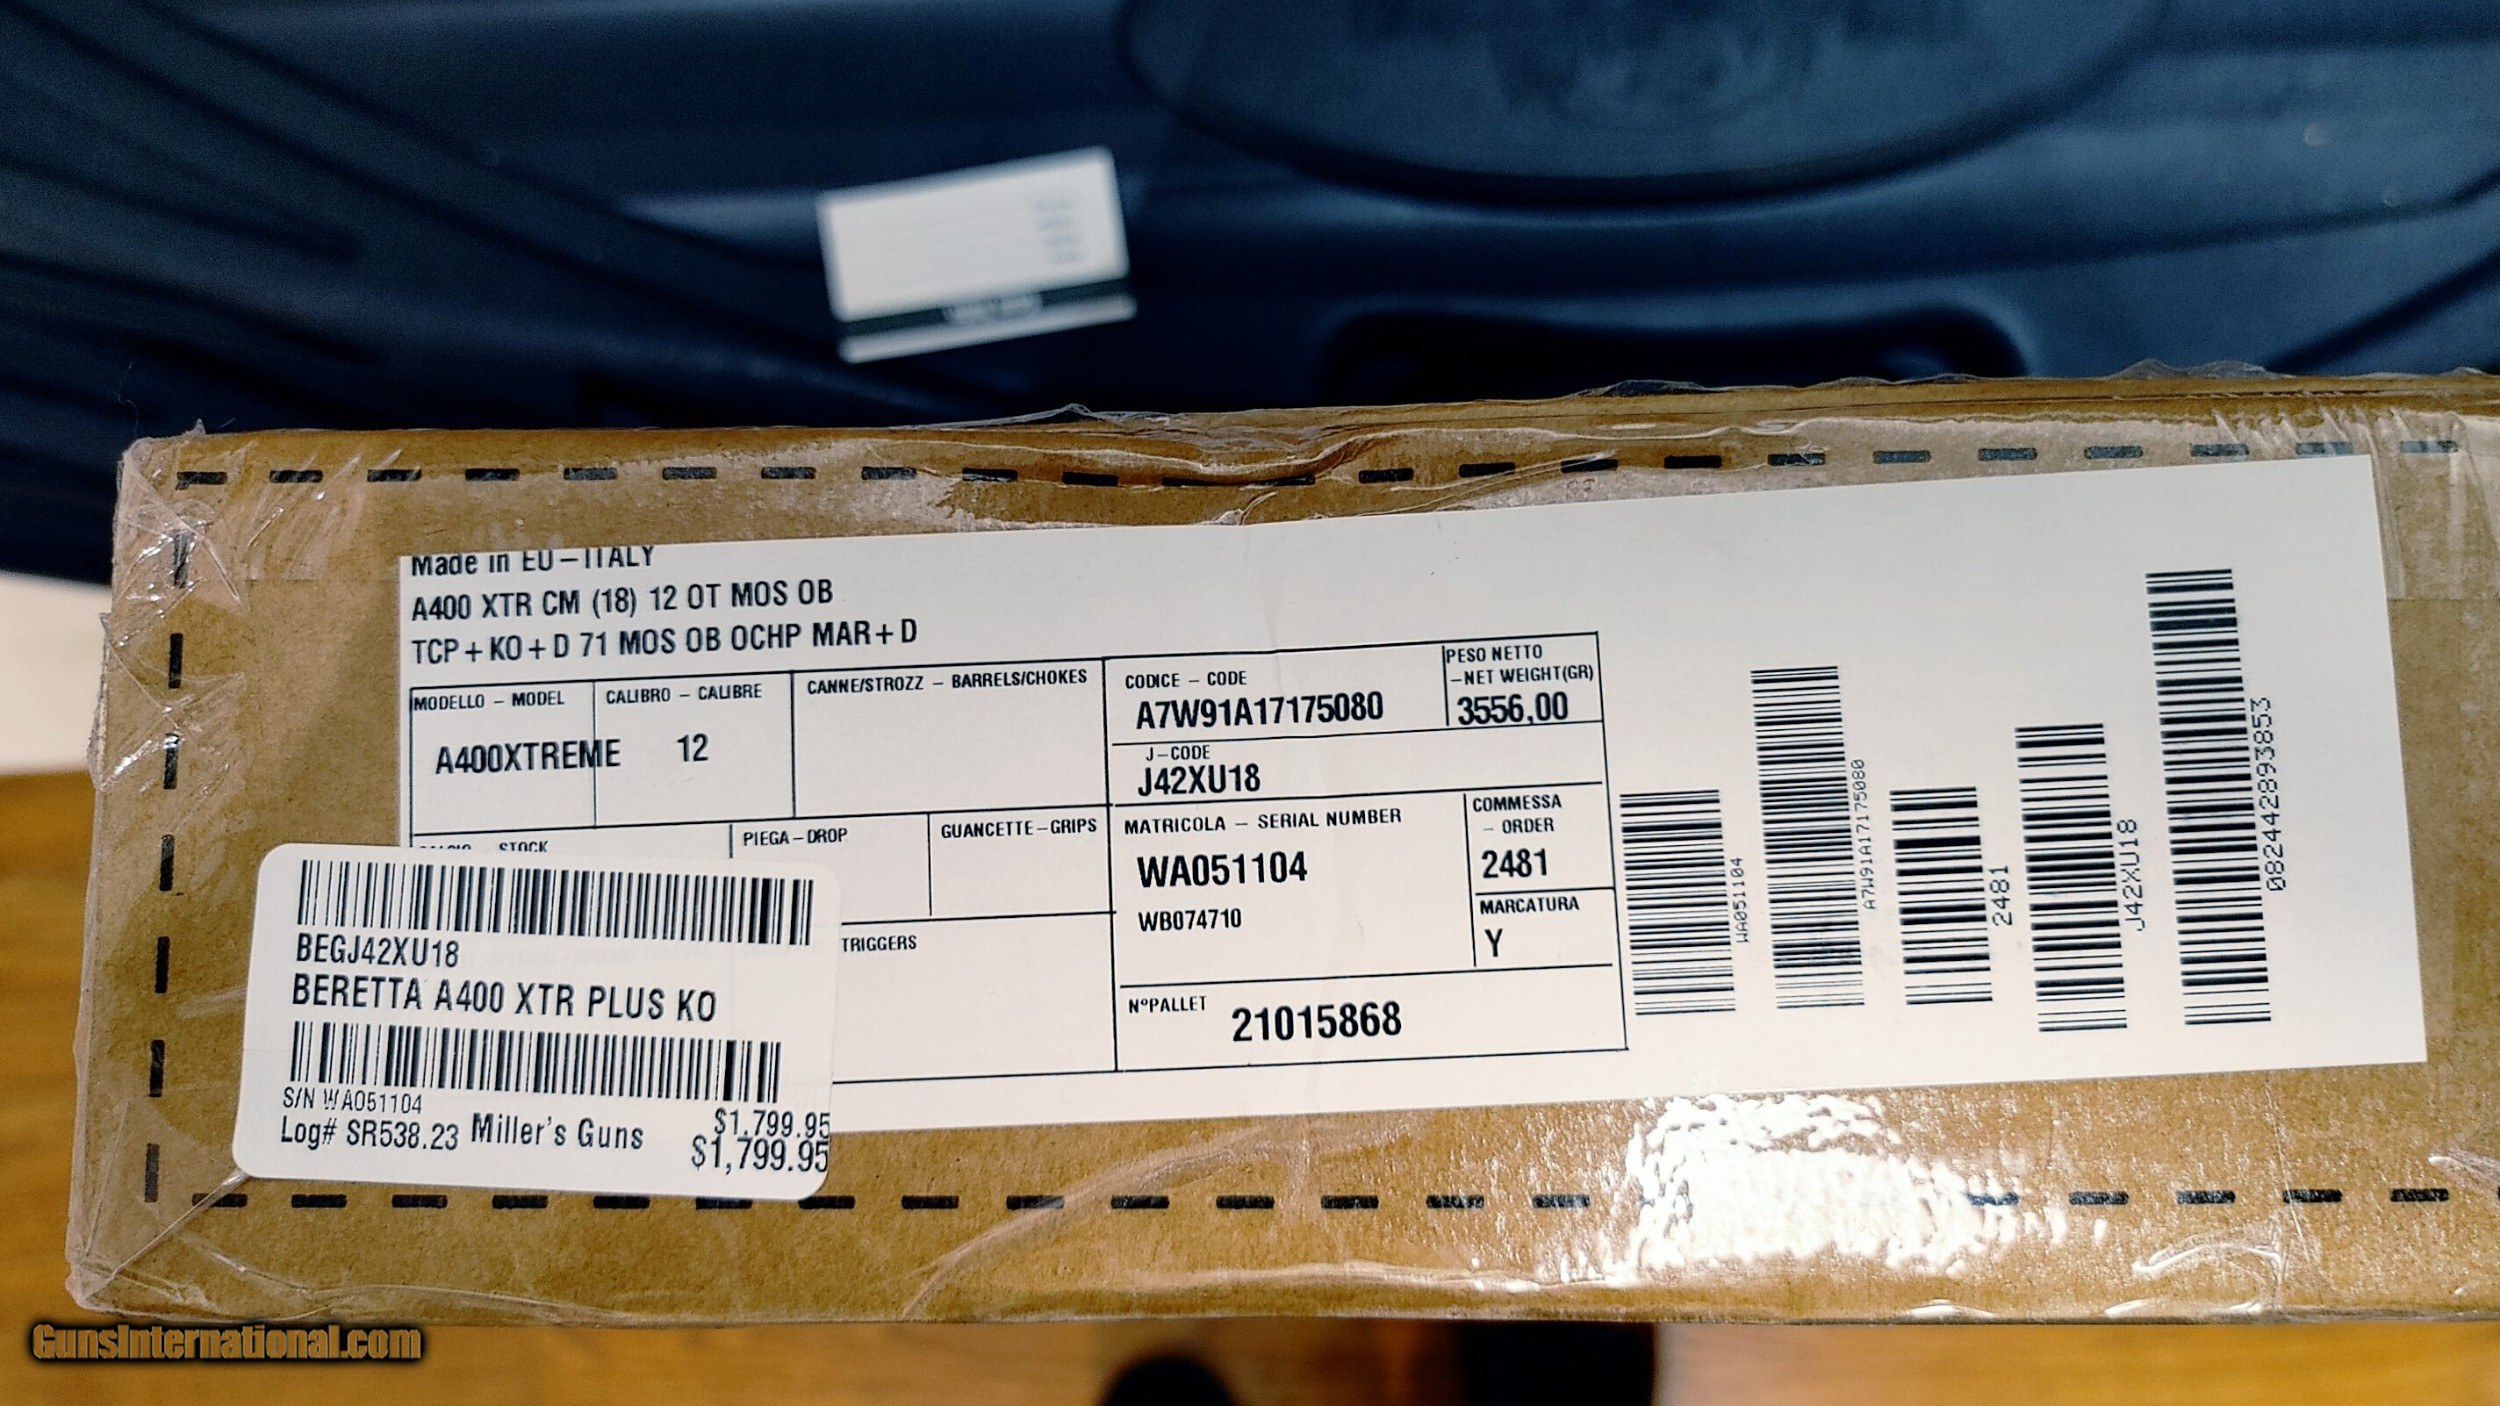 Made in EU-ITALY
A400 XTR CM (18) 12 OT MOS OB
TCP+KO+D 71 MOS OB OCHP MAR+D
MODELLO - MODEL
A400XTREME
CALIBRO - CALIBRE
12
CANNE/STROZZ - BARRELS/CHOKES
CODICE - CODE
A7W91A17175080
PESO NETTO
-NET WEIGHT(GR)
3556,00
J-CODE
J42XU18
STOCK
PIEGA-DROP
GUANCETTE-GRIPS
MATRICOLA - SERIAL NUMBER
WA051104
WB074710
COMMESSA
- ORDER
2481
MARCATURA
Y
TRIGGERS
N°PALLET
21015868
WA051104
A7W91A17175080
2481
J42XU18
082442893853
BEGJ42XU18
BERETTA A400 XTR PLUS KO
S/N WA051104
$1,799.95
Log# SR538.23 Miller's Guns
$1,799.95
GunsInternational.com